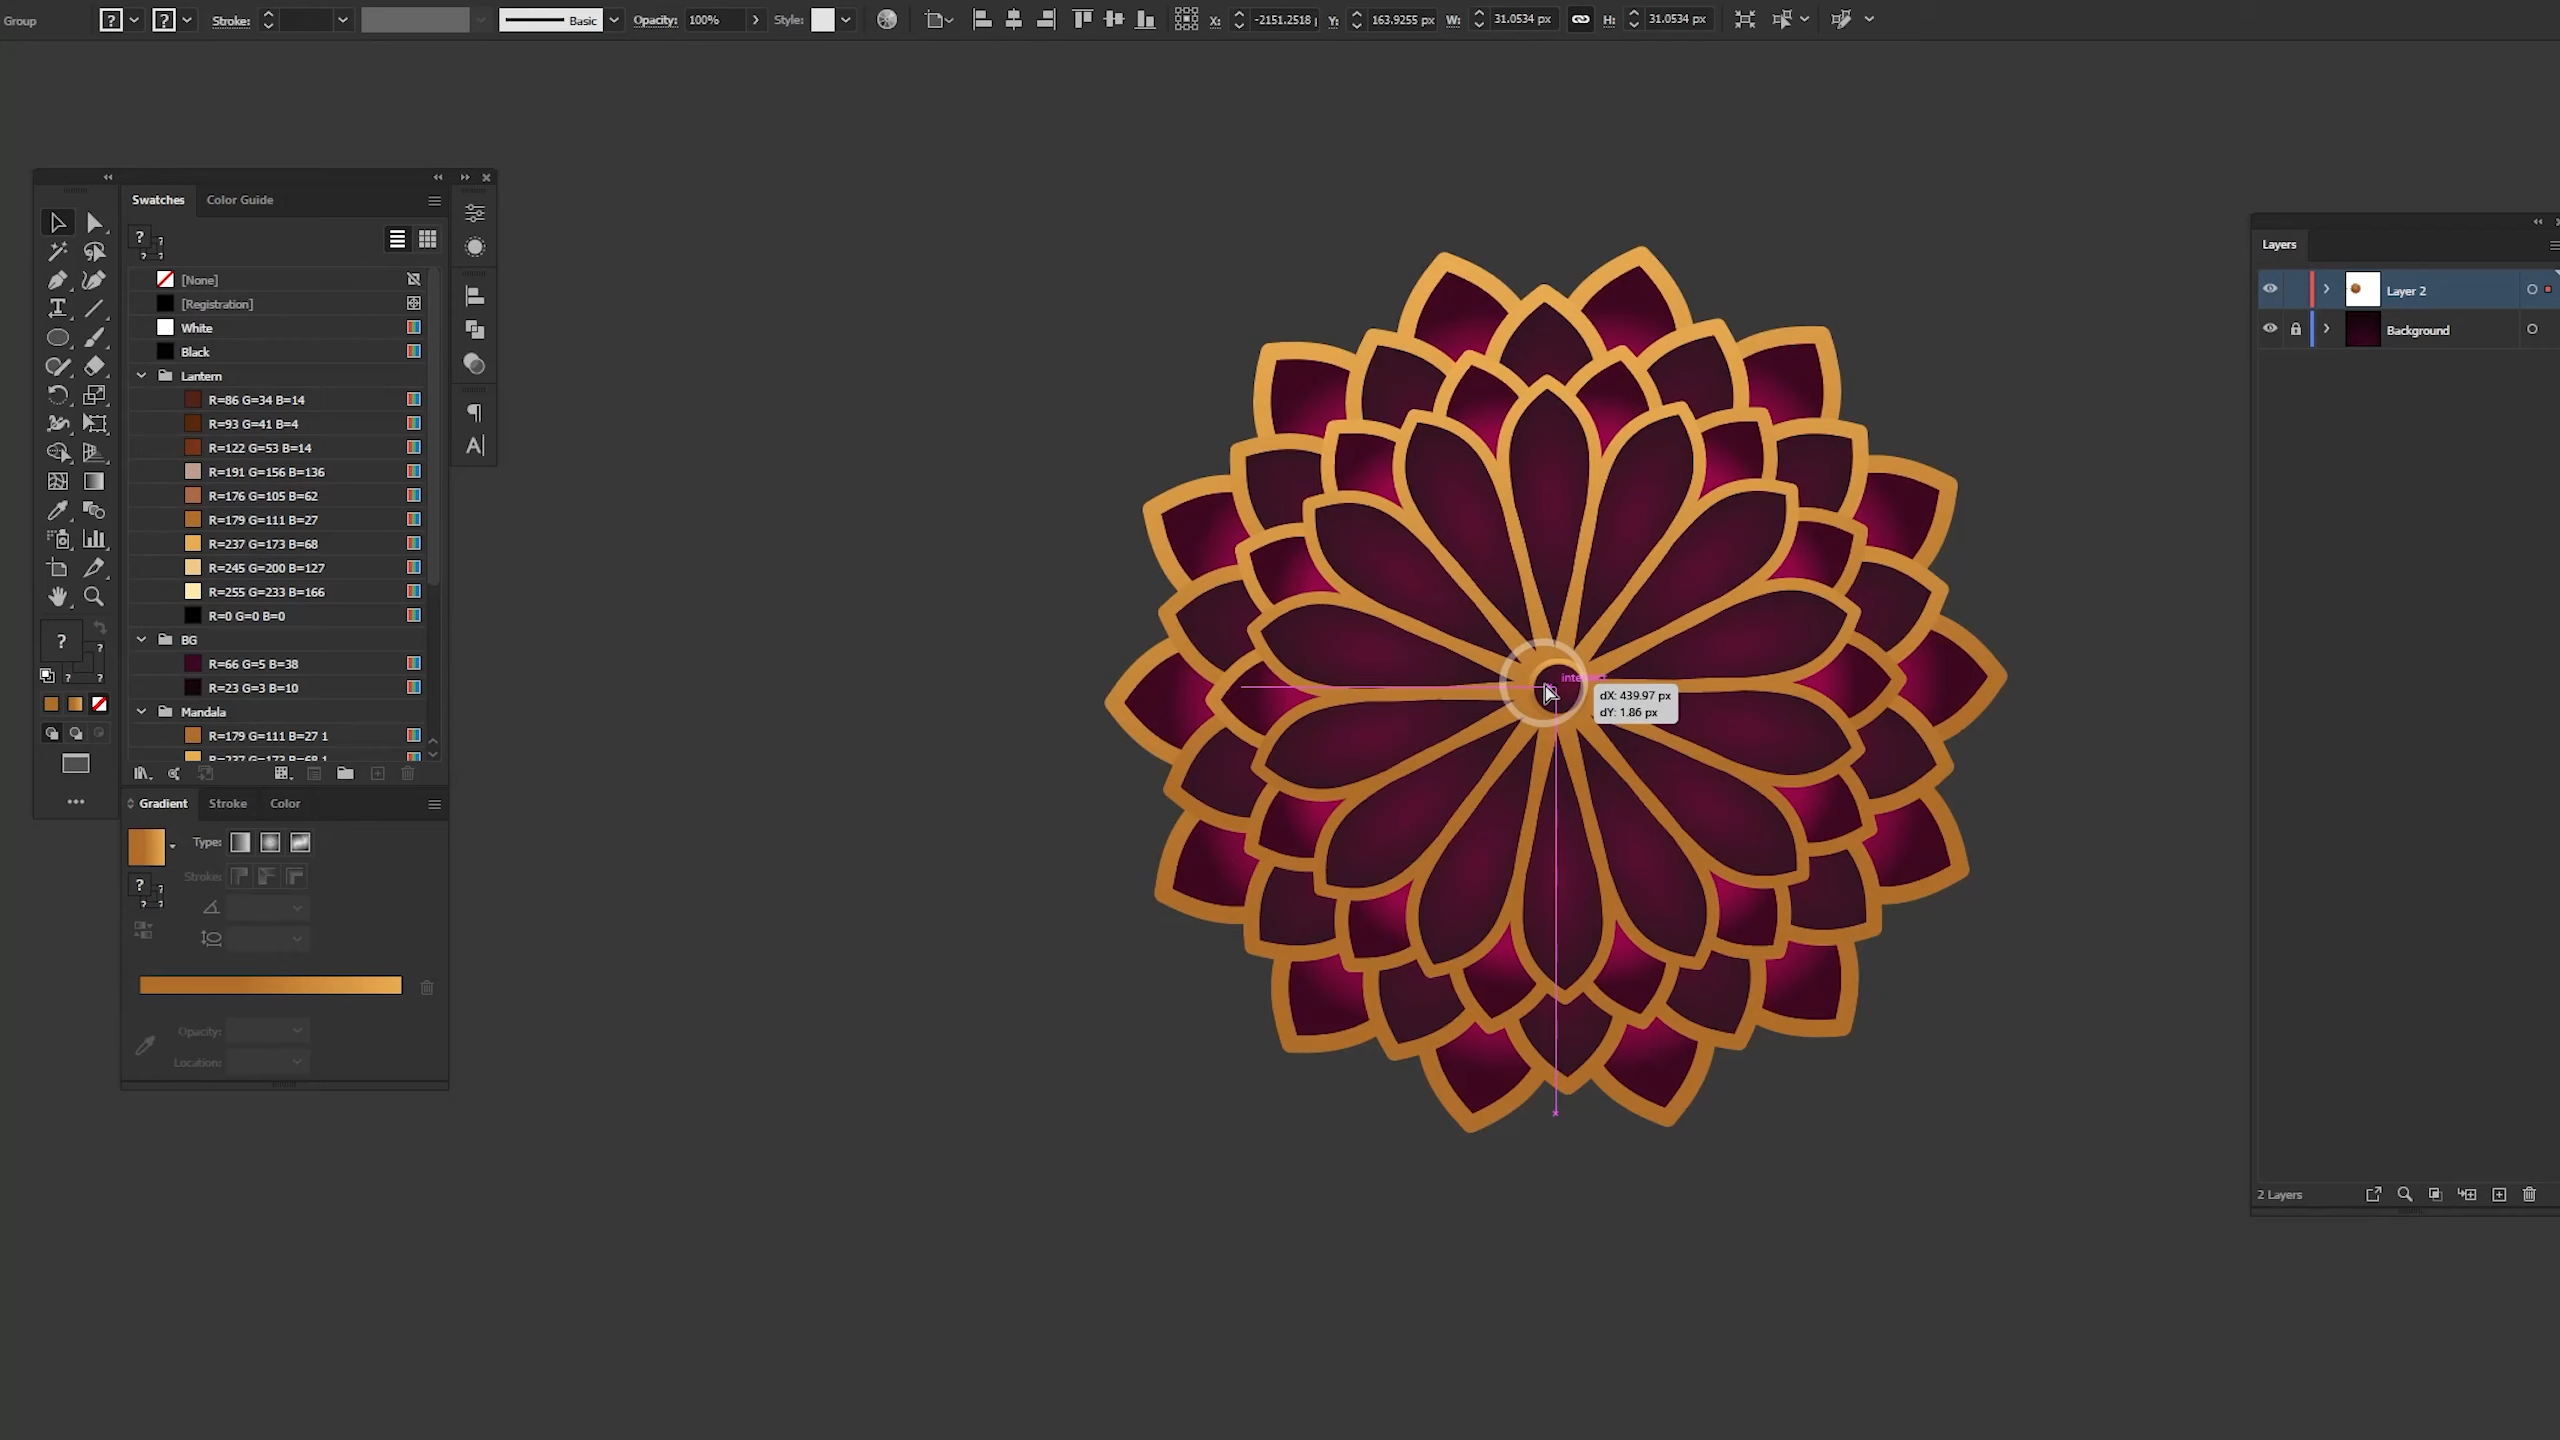 Group
? ? Stroke: Basic Opacity: 100% Style: X: -2151.2518 Y: 163.9255 px W: 31.0534 px H: 31.0534 px
Swatches Color Guide
[None]
[Registration]
White
Black
Lantern
R=86 G=34 B=14
R=93 G=41 B=4
R=122 G=53 B=14
R=191 G=156 B=136
R=176 G=105 B=62
R=179 G=111 B=27
R=237 G=173 B=68
R=245 G=200 B=127
R=255 G=233 B=166
R=0 G=0 B=0
BG
R=66 G=5 B=38
R=23 G=3 B=10
Mandala
R=179 G=111 B=27 1
R=237 G=173 B=68 1
Gradient Stroke Color
Type:
Stroke:
Opacity:
Location:
dX: 439.97 px
dY: 1.86 px
Layers
Layer 2
Background
2 Layers